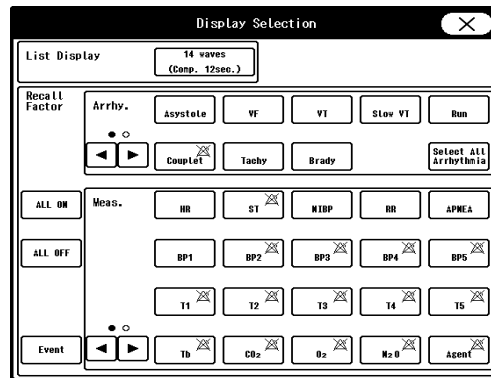 Display Selection
List Display
14 waves
(Comp. 12sec.)
Recall
Factor
Arrhy.
Asystole
VF
VT
Slow VT
Run
Couplet
Tachy
Brady
Select All
Arrhythmia
ALL ON
ALL OFF
Event
Meas.
HR
ST
NIBP
RR
APNEA
BP1
BP2
BP3
BP4
BP5
T1
T2
T3
T4
T5
Tb
CO₂
O₂
N₂O
Agent